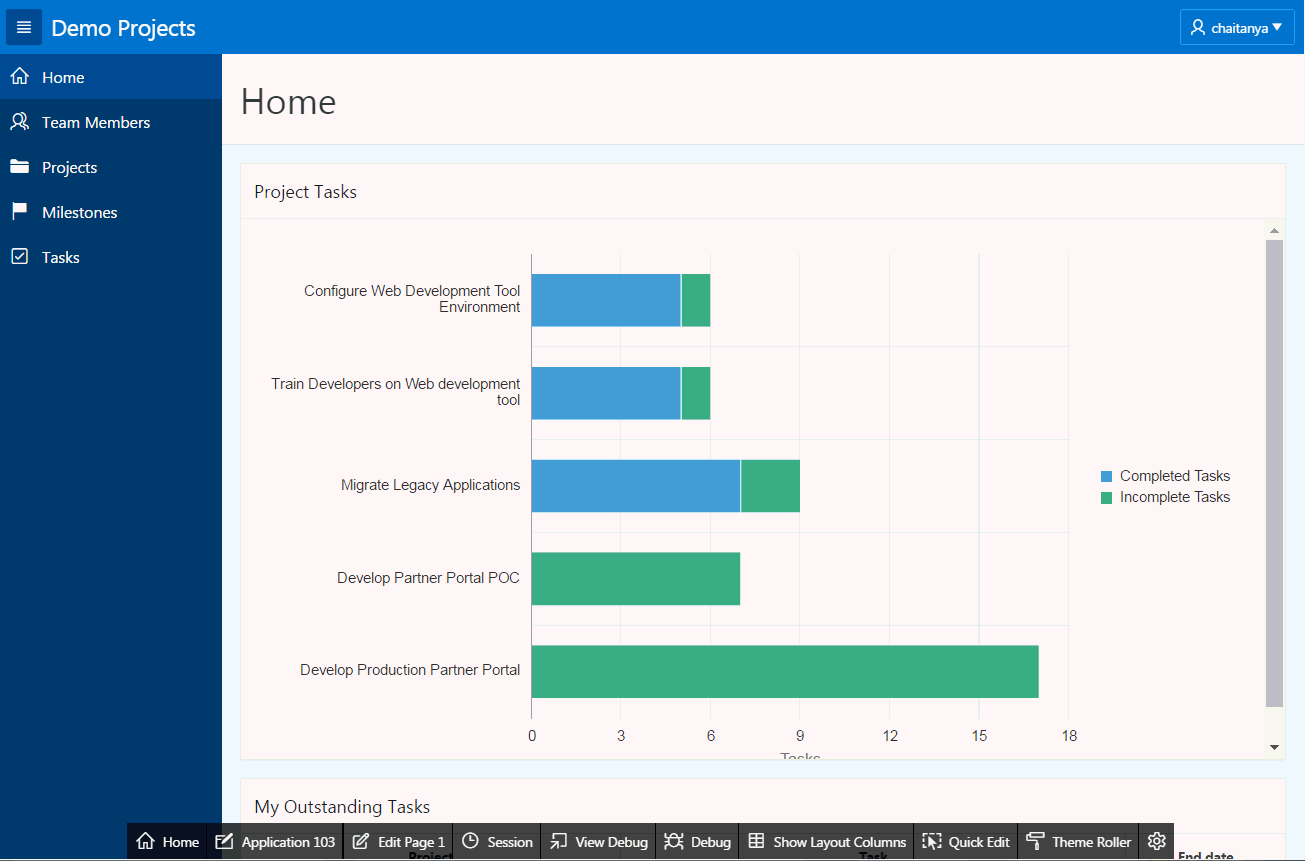 Demo Projects
chaitanya
Home
Team Members
Projects
Milestones
Tasks
Home
Project Tasks
Configure Web Development Tool
Environment
Train Developers on Web development
tool
Migrate Legacy Applications
Develop Partner Portal POC
Develop Production Partner Portal
Completed Tasks
Incomplete Tasks
0 3 6 9 12 15 18
Tasks
My Outstanding Tasks
Project Task End date
Home Application 103 Edit Page 1 Session View Debug Debug Show Layout Columns Quick Edit Theme Roller